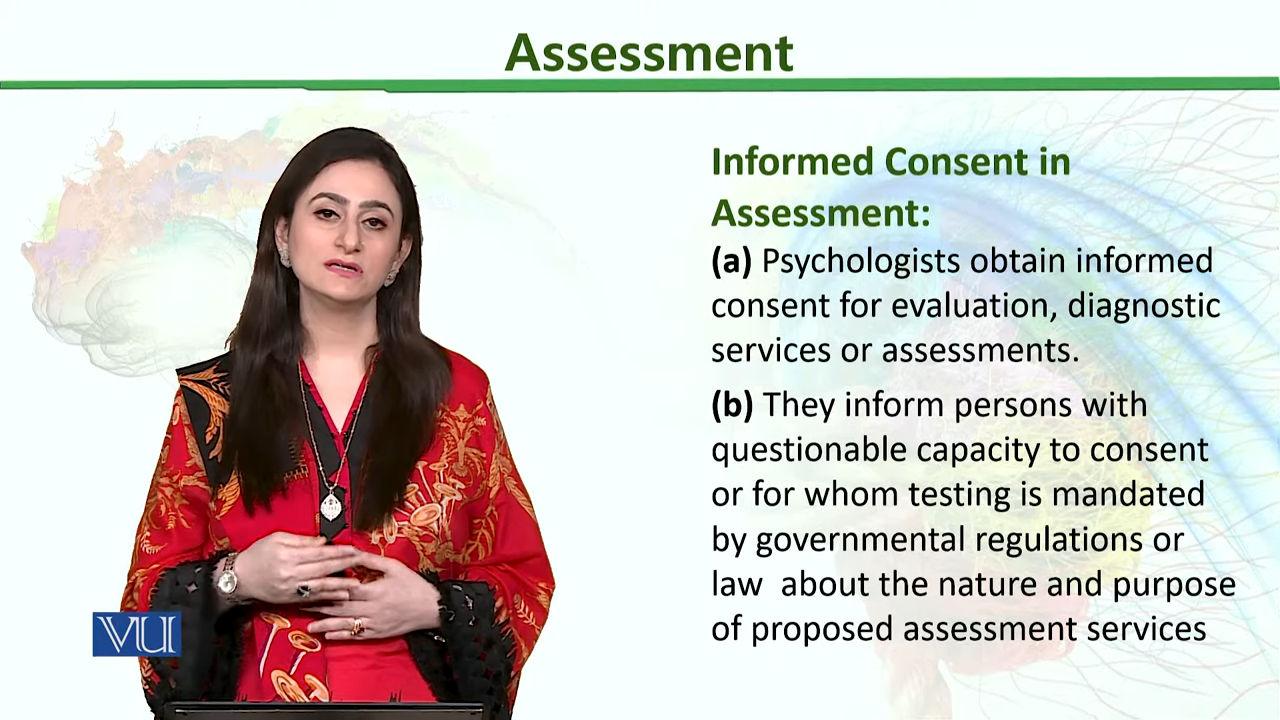 Assessment
Informed Consent in
Assessment:
(a) Psychologists obtain informed
consent for evaluation, diagnostic
services or assessments.
(b) They inform persons with
questionable capacity to consent
or for whom testing is mandated
by governmental regulations or
law  about the nature and purpose
of proposed assessment services
VU